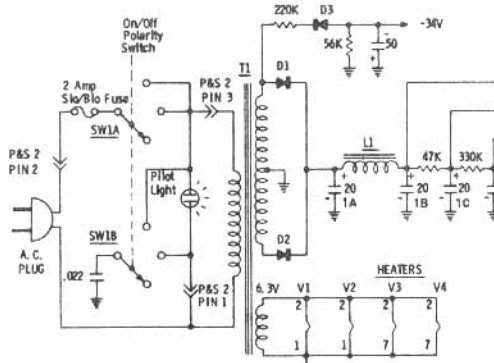 On/Off
Polarity
Switch
2 Amp
Slo/Blo Fuse
SW1A
P&S 2
PIN 2
P&S 2
PIN 3
Pilot
Light
SW1B
.022
A. C.
PLUG
P&S 2
PIN 1
T1
220K
D3
-34V
56K
-
50
+
D1
D2
L1
47K
330K
+
20
-
1A
+
20
-
1B
+
20
-
1C
HEATERS
6.3V
V1
V2
V3
V4
2
2
2
2
1
1
7
7